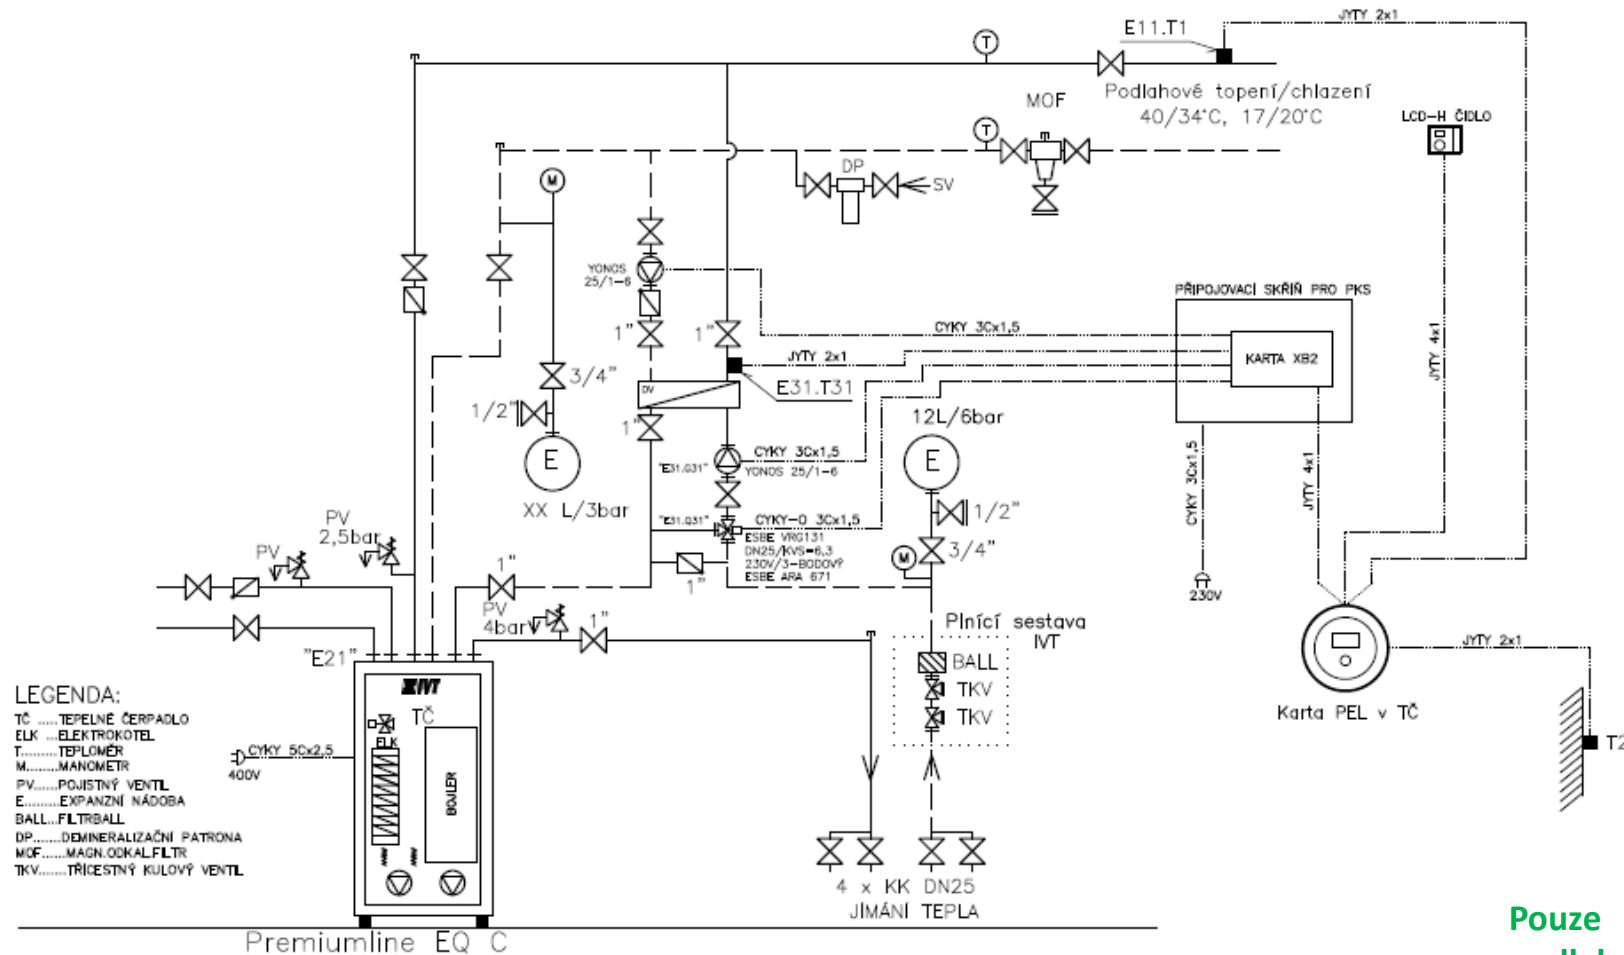 JYTY 2x1
E11.T1
T
Podlahové topení/chlazení
40/34°C, 17/20°C
MOF
LCD-H ČIDLO
T
DP
SV
M
YONOS
25/1-6
PŘIPOJOVACÍ SKŘÍŇ PRO PKS
CYKY 3Cx1,5
KARTA XB2
JYTY 4x1
1"
1"
JYTY 2x1
3/4"
DV
E31.T31
1/2"
1"
12L/6bar
E
E
CYKY 3Cx1,5
"E31.G31"
YONOS 25/1-6
CYKY 3Cx1,5
JYTY 4x1
XX L/3bar
1/2"
PV
2,5bar
"E31.Q31"
CYKY-O 3Cx1,5
ESBE VRG131
DN25/KVS=6,3
230V/3-BODOVÝ
ESBE ARA 671
M
3/4"
PV
1"
1"
230V
PV
4bar
1"
Plnící sestava
IVT
JYTY 2x1
"E21"
BALL
TKV
TKV
Karta PEL v TČ
T2
IVT
TČ
ELK
BOJLER
CYKY 5Cx2,5
400V
LEGENDA:
TČ .....TEPELNÉ ČERPADLO
ELK ...ELEKTROKOTEL
T.........TEPLOMĚR
M........MANOMETR
PV......POJISTNÝ VENTIL
E.........EXPANZNÍ NÁDOBA
BALL...FILTRBALL
DP.......DEMINERALIZAČNÍ PATRONA
MOF.....MAGN.ODKAL.FILTR
TKV.......TŘÍCESTNÝ KULOVÝ VENTIL
4 x KK DN25
JÍMÁNÍ TEPLA
Premiumline EQ C
Pouze